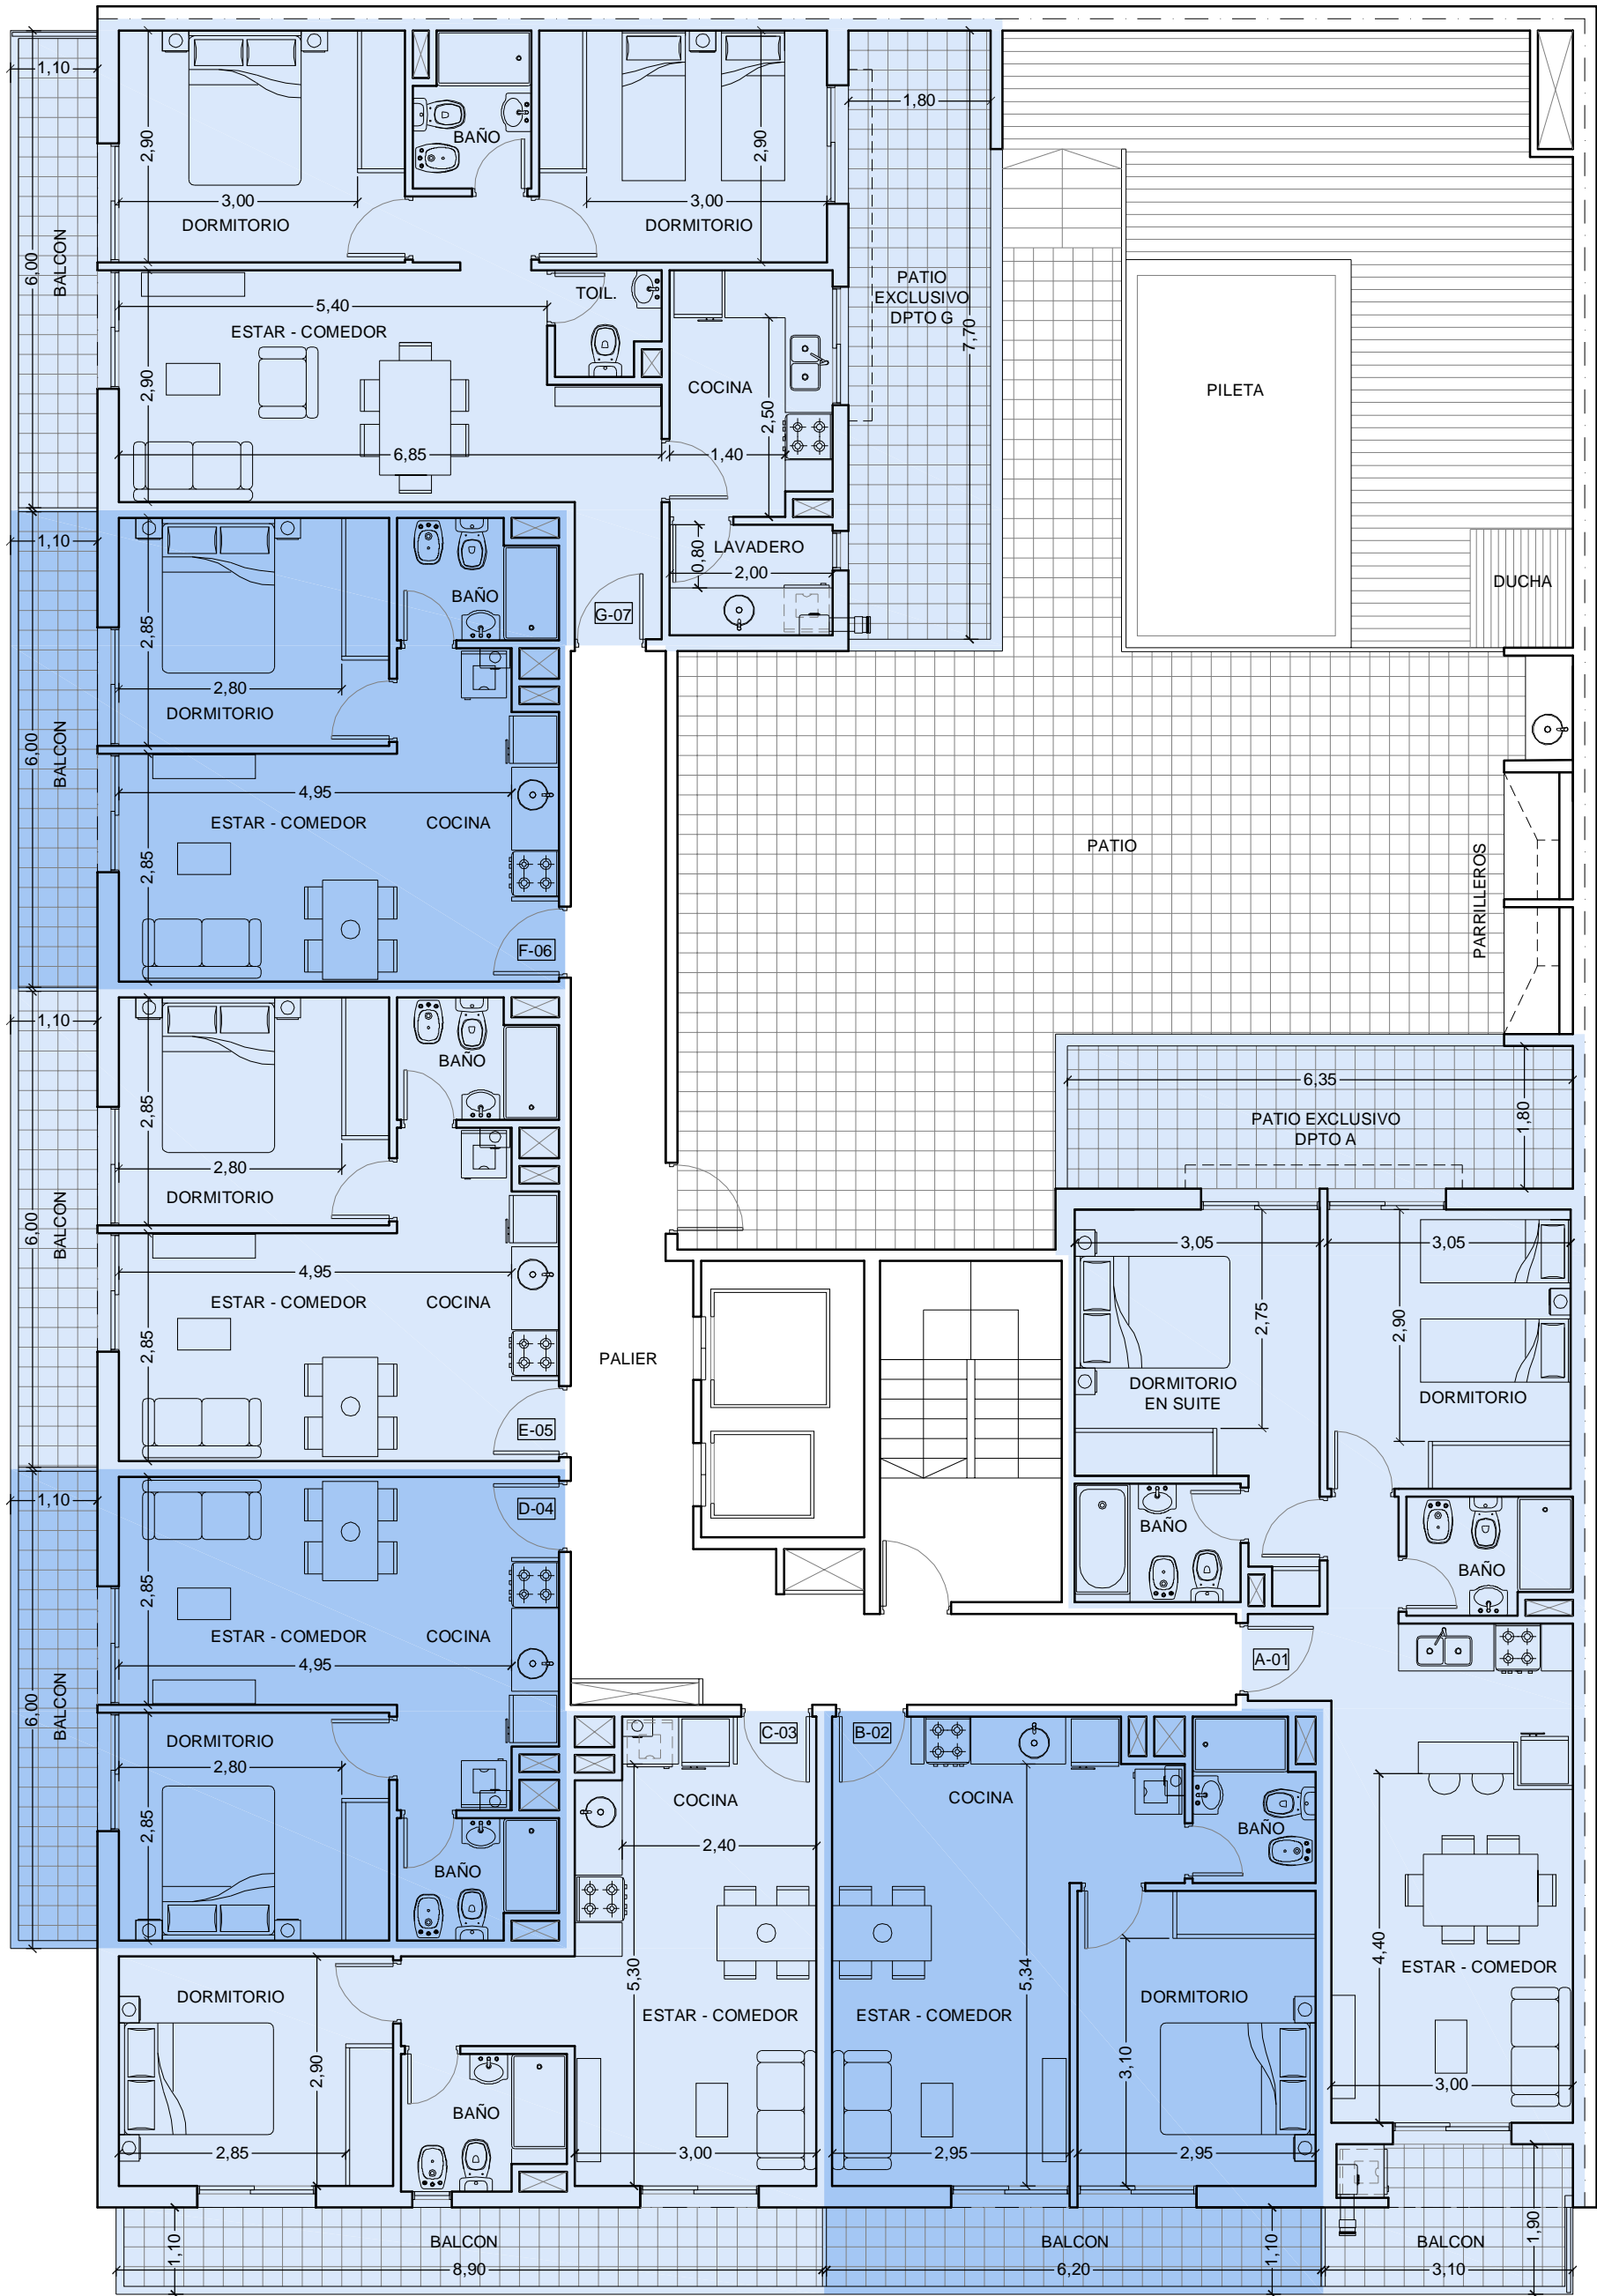 1,10
2,90
3,00
DORMITORIO
BAÑO
3,00
DORMITORIO
2,90
1,80
6,00
BALCON
PATIO
EXCLUSIVO
DPTO G
7,70
5,40
ESTAR - COMEDOR
TOIL.
2,90
COCINA
2,50
6,85
1,40
PILETA
LAVADERO
0,80
2,00
DUCHA
G-07
1,10
BAÑO
2,85
2,80
DORMITORIO
6,00
BALCON
4,95
ESTAR - COMEDOR
COCINA
2,85
F-06
PATIO
PARRILLEROS
1,10
BAÑO
2,85
2,80
DORMITORIO
6,00
BALCON
4,95
ESTAR - COMEDOR
COCINA
2,85
E-05
PALIER
6,35
PATIO EXCLUSIVO
DPTO A
1,80
3,05
3,05
2,75
2,90
DORMITORIO
EN SUITE
DORMITORIO
BAÑO
BAÑO
1,10
D-04
2,85
ESTAR - COMEDOR
COCINA
4,95
6,00
BALCON
DORMITORIO
2,80
2,85
BAÑO
A-01
C-03
B-02
COCINA
2,40
5,30
ESTAR - COMEDOR
COCINA
BAÑO
5,34
ESTAR - COMEDOR
DORMITORIO
3,10
4,40
ESTAR - COMEDOR
3,00
DORMITORIO
2,90
BAÑO
2,85
3,00
2,95
2,95
1,10
BALCON
8,90
BALCON
6,20
1,10
BALCON
3,10
1,90